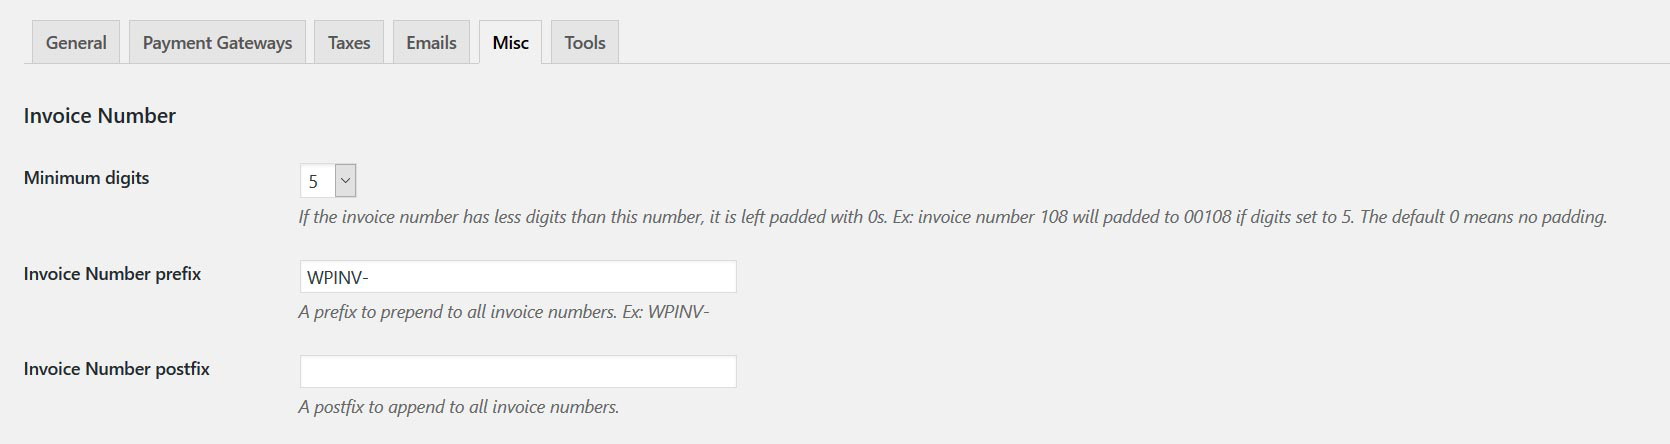 General Payment Gateways Taxes Emails Misc Tools
Invoice Number
Minimum digits 5
If the invoice number has less digits than this number, it is left padded with 0s. Ex: invoice number 108 will padded to 00108 if digits set to 5. The default 0 means no padding.
Invoice Number prefix WPINV-
A prefix to prepend to all invoice numbers. Ex: WPINV-
Invoice Number postfix
A postfix to append to all invoice numbers.